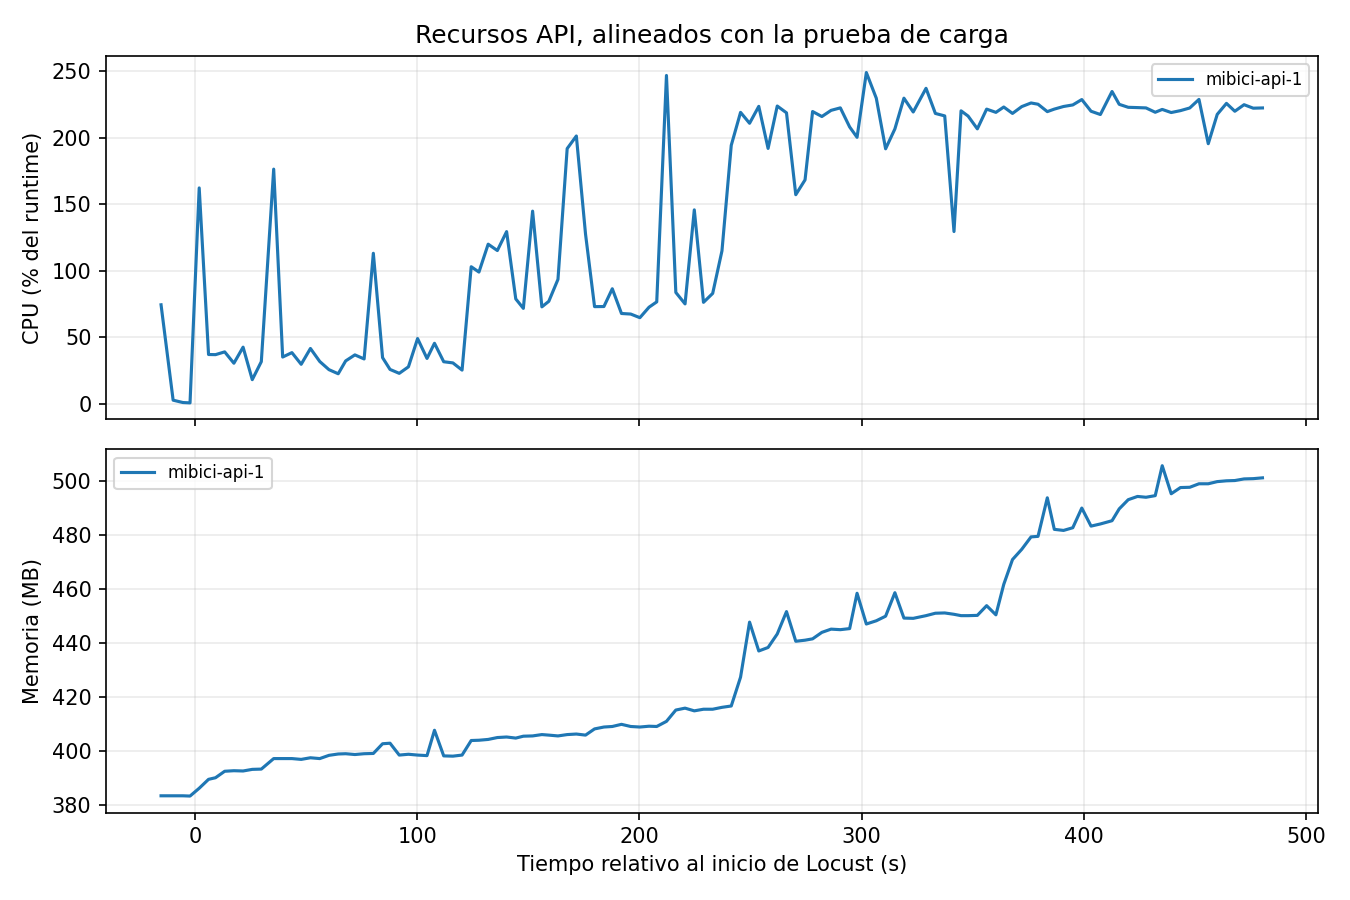 Recursos API, alineados con la prueba de carga
mibici-api-1
CPU (% del runtime)
250
200
150
100
50
0
mibici-api-1
Memoria (MB)
500
480
460
440
420
400
380
0 100 200 300 400 500
Tiempo relativo al inicio de Locust (s)